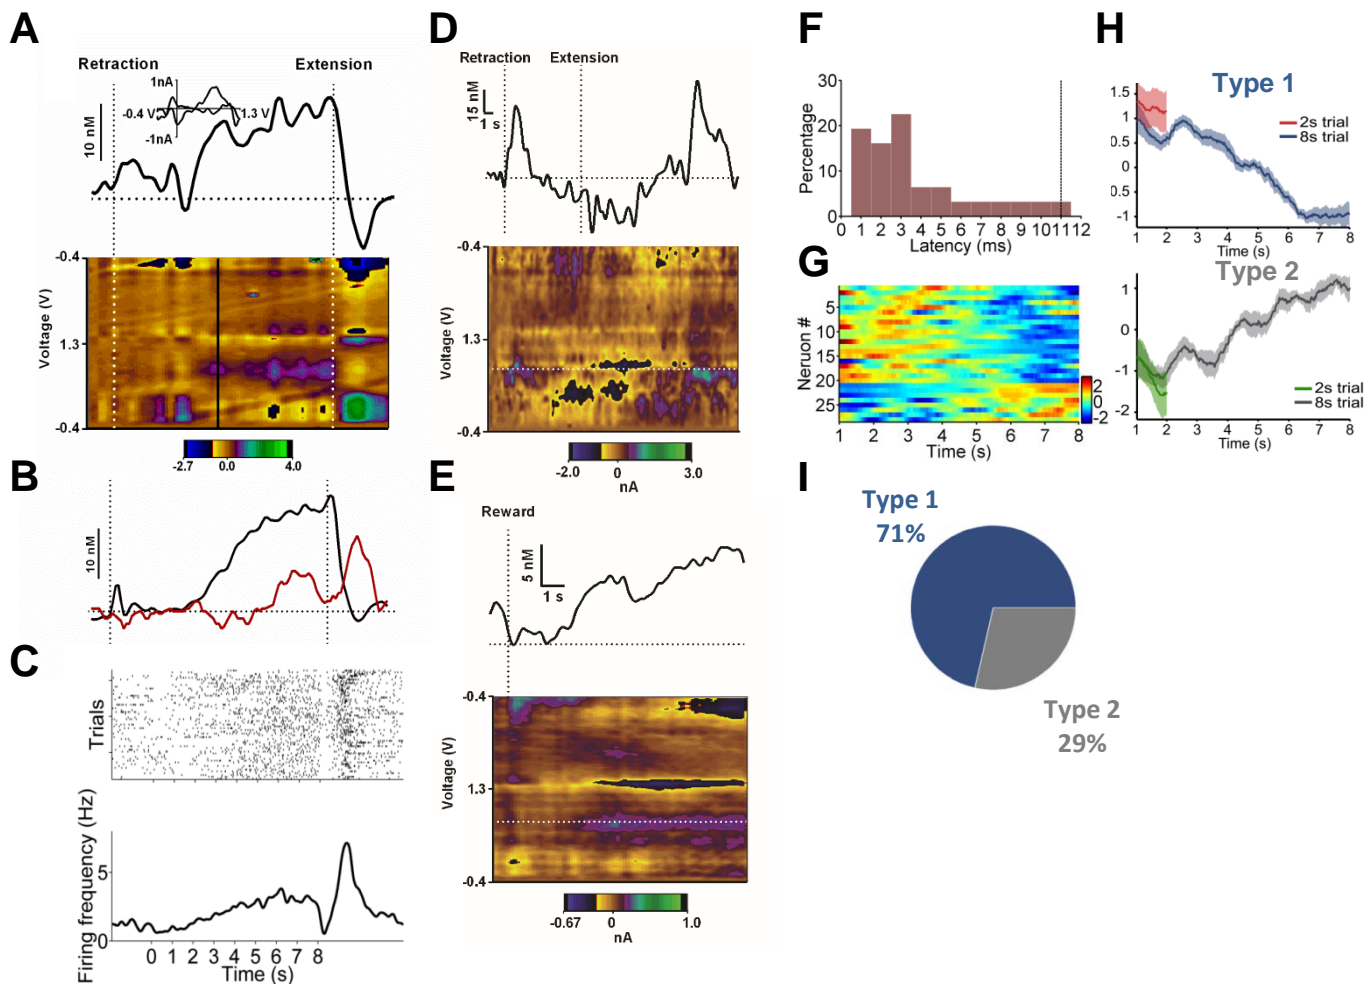 A
Retraction
Extension
1nA
-0.4 V
1.3 V
-1nA
10 nM
-0.4
1.3
-0.4
Voltage (V)
-2.7 0.0 4.0
B
10 nM
C
Trials
Firing frequency (Hz)
5
0
0 1 2 3 4 5 6 7 8
Time (s)
D
Retraction Extension
15 nM
1 s
-0.4
1.3
-0.4
Voltage (V)
-2.0 0 3.0
nA
E
Reward
5 nM
1 s
-0.4
1.3
-0.4
Voltage (V)
-0.67 0 1.0
nA
F
30
20
10
0
Percentage
0 1 2 3 4 5 6 7 8 9 10 11 12
Latency (ms)
G
Neruon #
5
10
15
20
25
2
0
-2
1 2 3 4 5 6 7 8
Time (s)
H
Type 1
1.5
1
0.5
0
0.5
-1
2s trial
8s trial
1 2 3 4 5 6 7 8
Time (s)
Type 2
1
0
-1
-2
2s trial
8s trial
1 2 3 4 5 6 7 8
Time (s)
I
Type 1
71%
Type 2
29%